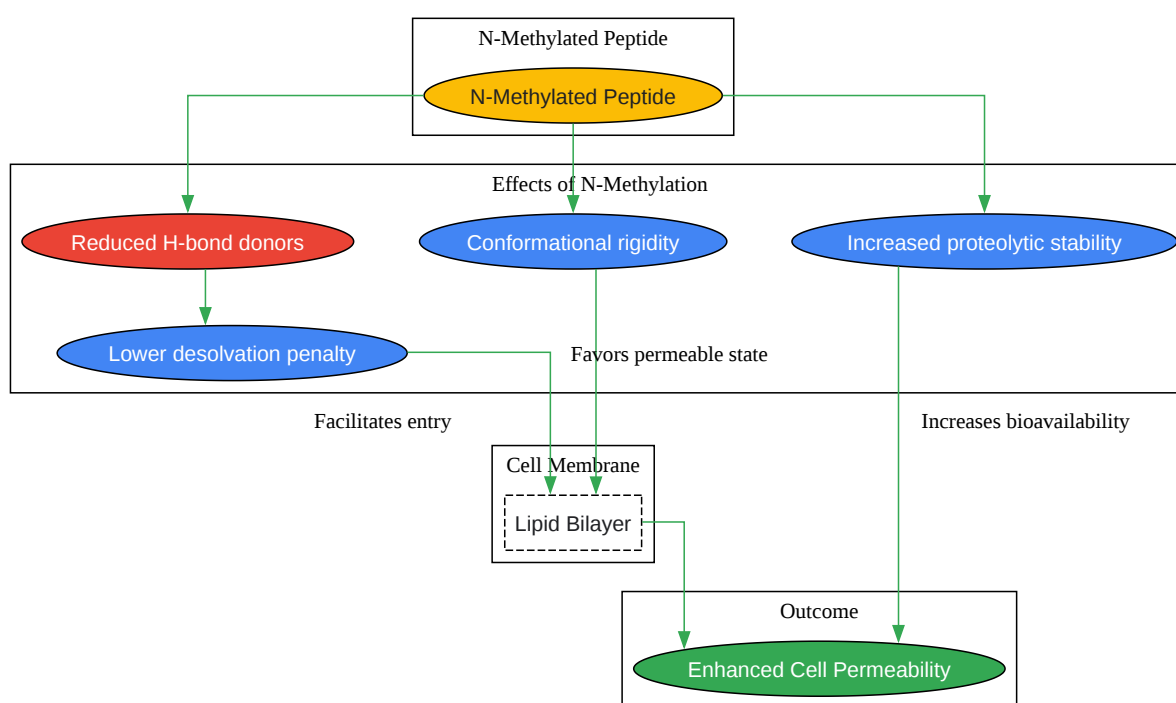 N-Methylated Peptide
N-Methylated Peptide
Effects of N-Methylation
Reduced H-bond donors
Conformational rigidity
Increased proteolytic stability
Lower desolvation penalty
Favors permeable state
Facilitates entry
Increases bioavailability
Cell Membrane
Lipid Bilayer
Outcome
Enhanced Cell Permeability